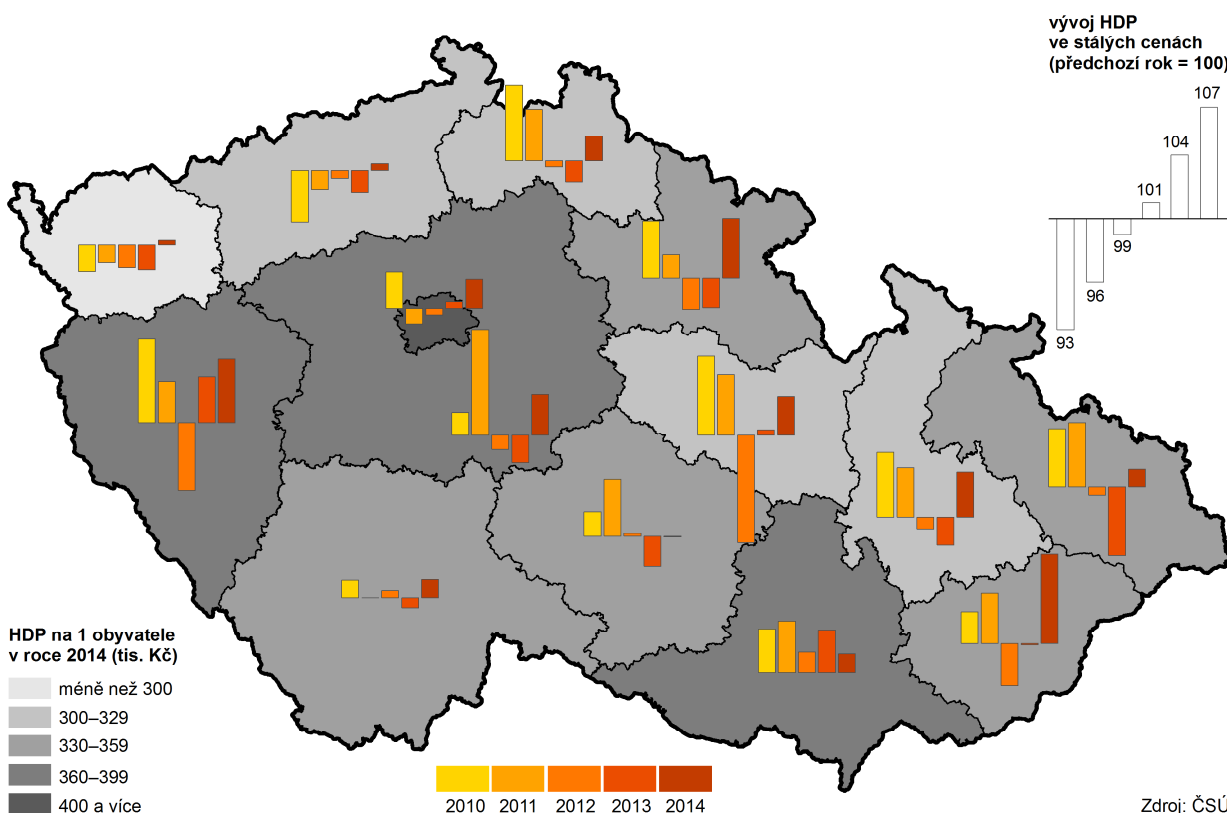 vývoj HDP
ve stálých cenách
(předchozí rok = 100)
107
104
101
99
96
93
HDP na 1 obyvatele
v roce 2014 (tis. Kč)
méně než 300
300–329
330–359
360–399
400 a více
2010 2011 2012 2013 2014
Zdroj: ČSÚ